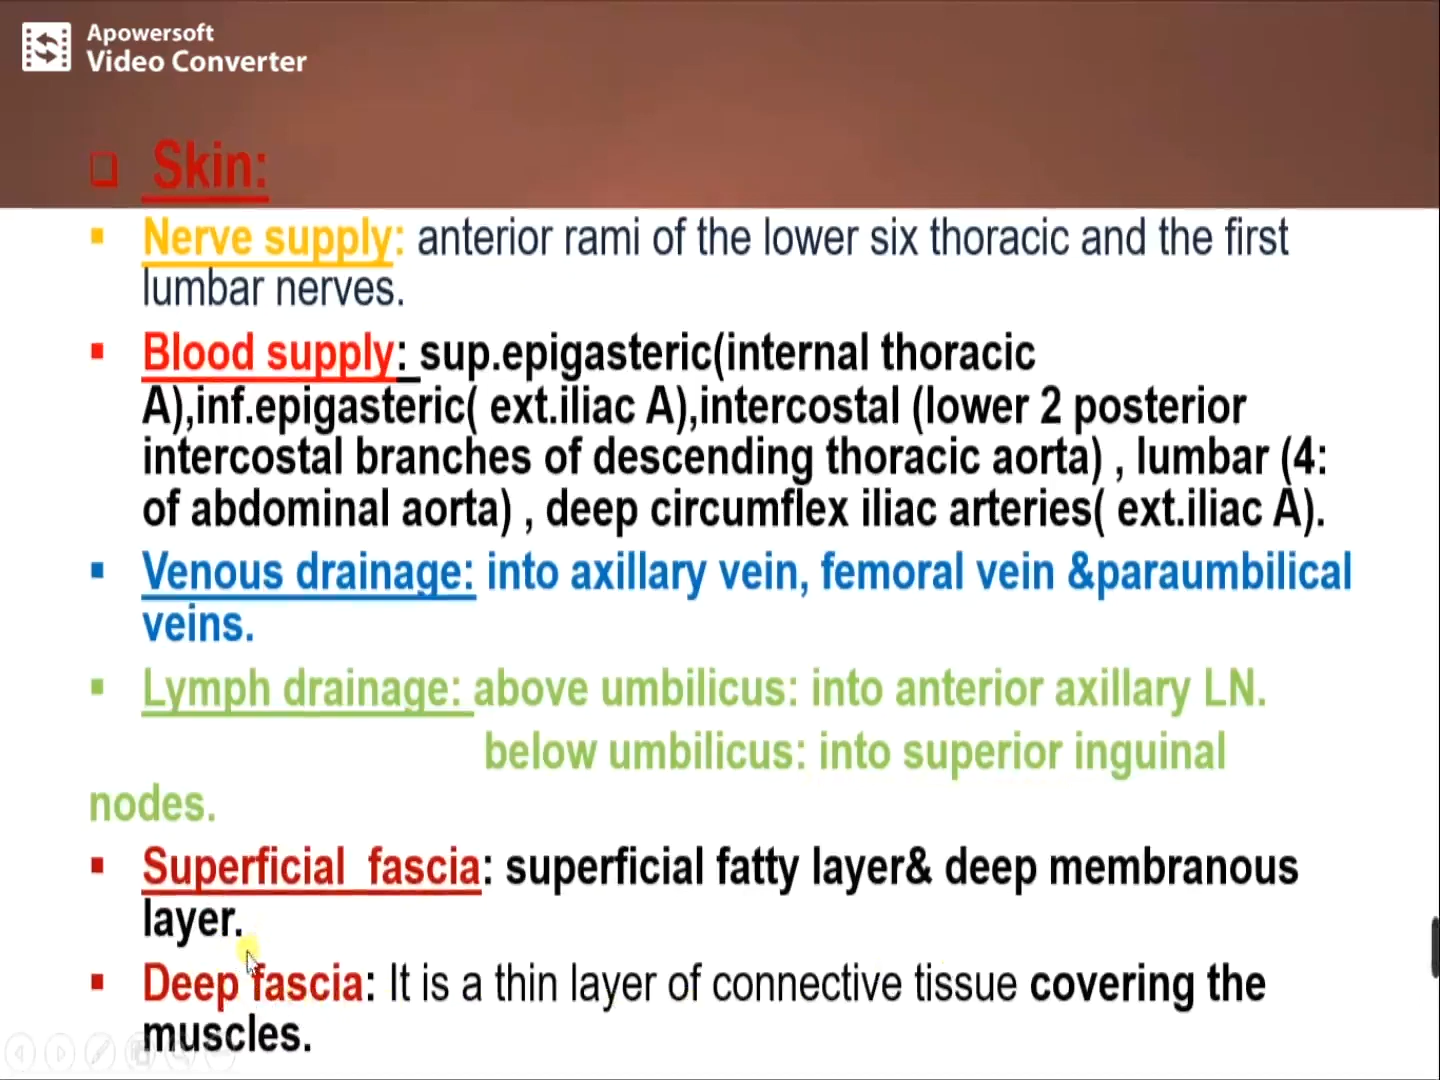 Apowersoft
Video Converter
Skin:
Nerve supply: anterior rami of the lower six thoracic and the first
lumbar nerves.
Blood supply: sup.epigasteric(internal thoracic
A),inf.epigasteric( ext.iliac A),intercostal (lower 2 posterior
intercostal branches of descending thoracic aorta) , lumbar (4:
of abdominal aorta) , deep circumflex iliac arteries( ext.iliac A).
Venous drainage: into axillary vein, femoral vein &paraumbilical
veins.
Lymph drainage: above umbilicus: into anterior axillary LN.
below umbilicus: into superior inguinal
nodes.
Superficial fascia: superficial fatty layer& deep membranous
layer.
Deep fascia: It is a thin layer of connective tissue covering the
muscles.